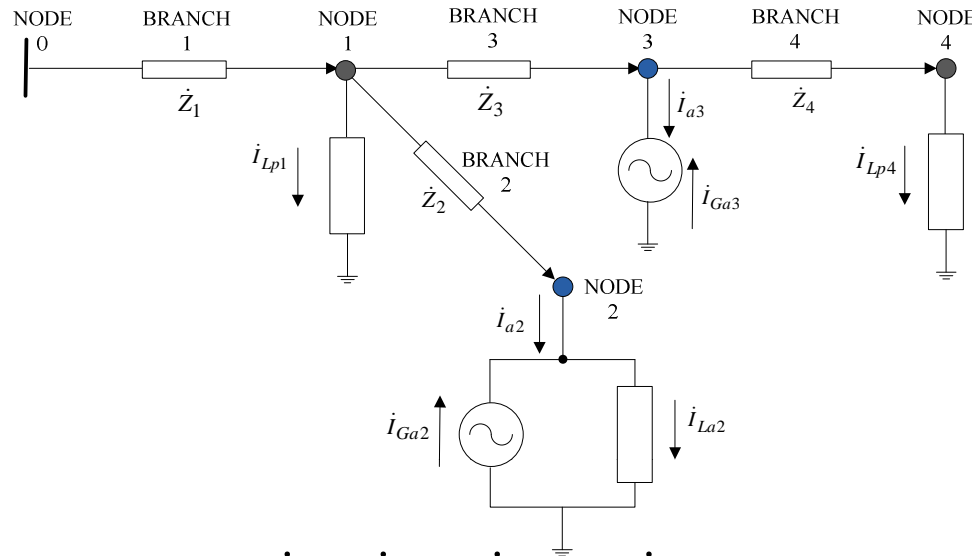 NODE 0
BRANCH 1
NODE 1
BRANCH 3
NODE 3
BRANCH 4
NODE 4
Ż₁
Ż₃
Ż₄
İ_{Lp1}
BRANCH 2
Ż₂
İ_{a3}
İ_{Ga3}
İ_{Lp4}
NODE 2
İ_{a2}
İ_{Ga2}
İ_{La2}